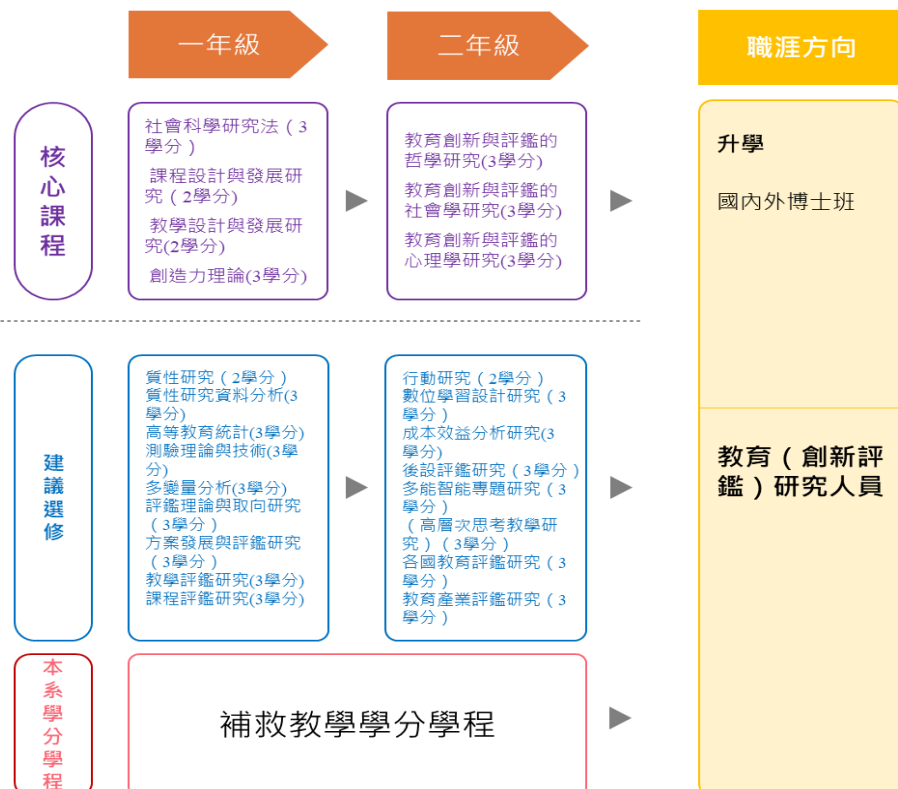 一年級
二年級
職涯方向
核心課程
社會科學研究法(3
學分)
課程設計與發展研
究(2學分)
教學設計與發展研
究(2學分)
創造力理論(3學分)
教育創新與評鑑的
哲學研究(3學分)
教育創新與評鑑的
社會學研究(3學分)
教育創新與評鑑的
心理學研究(3學分)
升學
國內外博士班
建議選修
質性研究(2學分)
質性研究資料分析(3
學分)
高等教育統計(3學分)
測驗理論與技術(3學
分)
多變量分析(3學分)
評鑑理論與取向研究
(3學分)
方案發展與評鑑研究
(3學分)
教學評鑑研究(3學分)
課程評鑑研究(3學分)
行動研究(2學分)
數位學習設計研究(3
學分)
成本效益分析研究(3
學分)
後設評鑑研究(3學分)
多能智能專題研究(3
學分)
(高層次思考教學研
究)(3學分)
各國教育評鑑研究(3
學分)
教育產業評鑑研究(3
學分)
教育(創新評
鑑)研究人員
本系學分學程
補救教學學分學程